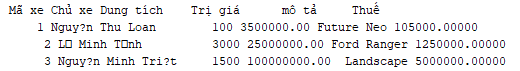 Mã xe Chủ xe Dung tích Trị giá mô tả Thuế
1 Nguy?n Thu Loan 100 3500000.00 Future Neo 105000.00000
2 Lê Minh Tính 3000 25000000.00 Ford Ranger 1250000.00000
3 Nguy?n Minh Tri?t 1500 100000000.00 Landscape 5000000.00000